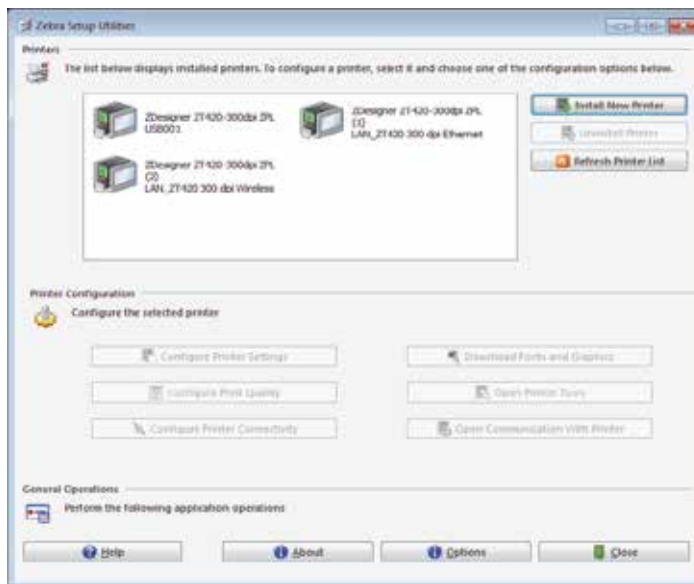 Zebra Setup Utilities
Printers
The list below displays installed printers. To configure a printer, select it and choose one of the configuration options below.
ZDesigner ZT420-300dpi ZPL
USB001
ZDesigner ZT420-300dpi ZPL
(1)
LAN_ZT420 300 dpi Ethernet
ZDesigner ZT420-300dpi ZPL
(2)
LAN_ZT420 300 dpi Wireless
Install New Printer
Uninstall Printer
Refresh Printer List
Printer Configuration
Configure the selected printer
Configure Printer Settings
Download Fonts and Graphics
Configure Print Quality
Open Printer Tools
Configure Printer Connectivity
Open Communication With Printer
General Operations
Perform the following application operations
Help
About
Options
Close